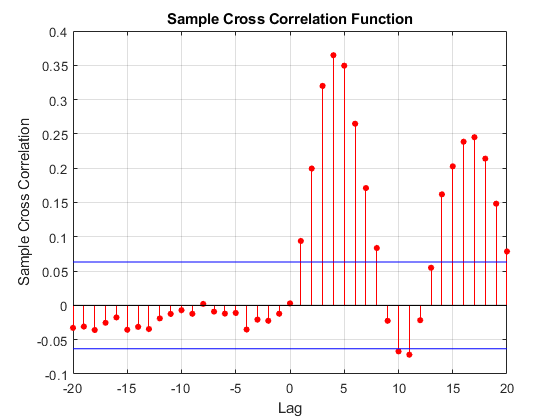 Sample Cross Correlation Function
0.4
0.35
0.3
0.25
0.2
0.15
0.1
0.05
0
-0.05
-0.1
Sample Cross Correlation
-20 -15 -10 -5 0 5 10 15 20
Lag